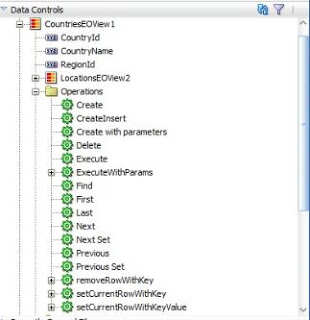 Data Controls
CountriesEOView1
CountryId
CountryName
RegionId
LocationsEOView2
Operations
Create
CreateInsert
Create with parameters
Delete
Execute
ExecuteWithParams
Find
First
Last
Next
Next Set
Previous
Previous Set
removeRowWithKey
setCurrentRowWithKey
setCurrentRowWithKeyValue